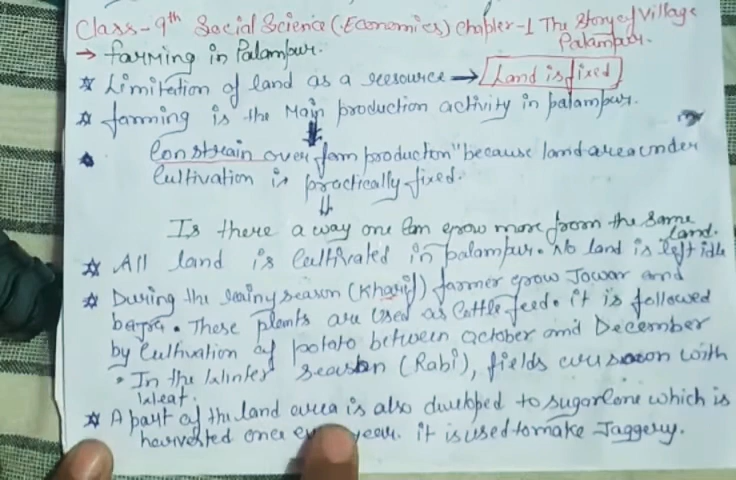 Class-9th Social Science (Economics) Chapter-1 The Story of Village
Palampur.
→ farming in Palampur.
☆ Limitation of land as a resource → Land is fixed
☆ farming is the Main production activity in palampur.
Constrain over farm production" because land area under
Cultivation is practically fixed.
Is there a way one can grow more from the same
land.
☆ All land is Cultivated in palampur. No land is left idle
☆ During the rainy season (Kharif) farmer grow Jowar and
bajra. These plants are Used as Cattle feed. it is followed
by Cultivation of potato between October and December
• In the Winter season (Rabi), fields are sown with
Weat.
☆ A part of the land area is also to sugarcane which is
harvested once year. it is used to make Jaggery.